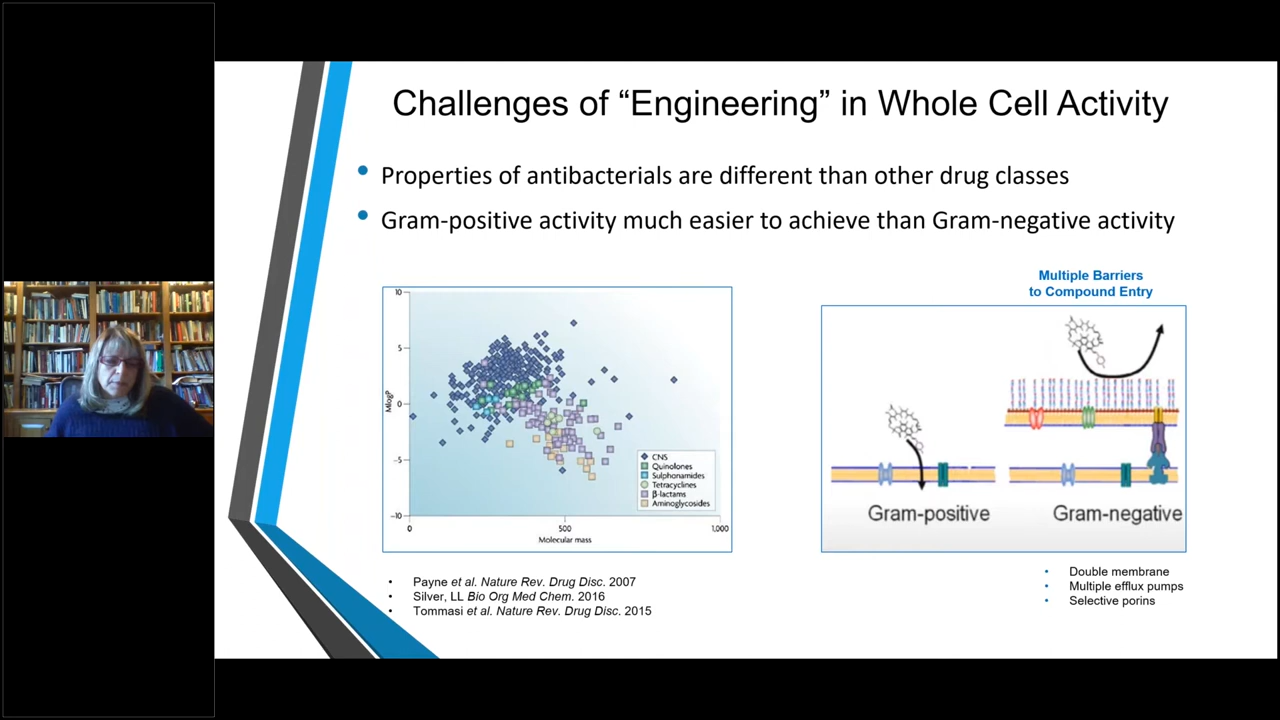 Challenges of “Engineering” in Whole Cell Activity
• Properties of antibacterials are different than other drug classes
• Gram-positive activity much easier to achieve than Gram-negative activity
10
5
0
−5
−10
MlogP
0
500
1,000
Molecular mass
CNS
Quinolones
Sulphonamides
Tetracyclines
β-lactams
Aminoglycosides
Multiple Barriers
to Compound Entry
Gram-positive
Gram-negative
• Payne et al. Nature Rev. Drug Disc. 2007
• Silver, LL Bio Org Med Chem. 2016
• Tommasi et al. Nature Rev. Drug Disc. 2015
• Double membrane
• Multiple efflux pumps
• Selective porins